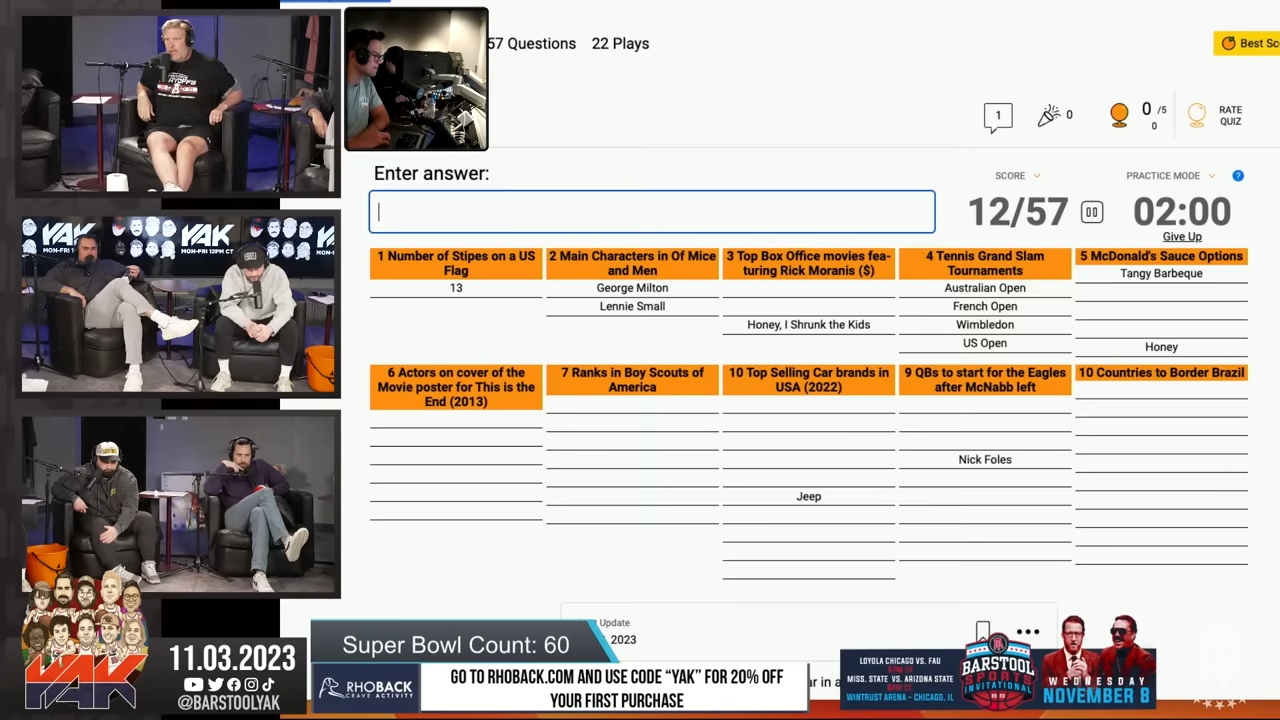 57 Questions 22 Plays
Best Sc
1
0
0 /5
0
RATE
QUIZ
Enter answer:
SCORE
PRACTICE MODE
?
12/57
02:00
Give Up
1 Number of Stipes on a US
Flag
13
2 Main Characters in Of Mice
and Men
George Milton
Lennie Small
3 Top Box Office movies fea-
turing Rick Moranis ($)
Honey, I Shrunk the Kids
4 Tennis Grand Slam
Tournaments
Australian Open
French Open
Wimbledon
US Open
5 McDonald's Sauce Options
Tangy Barbeque
Honey
6 Actors on cover of the
Movie poster for This is the
End (2013)
7 Ranks in Boy Scouts of
America
10 Top Selling Car brands in
USA (2022)
Jeep
9 QBs to start for the Eagles
after McNabb left
Nick Foles
10 Countries to Border Brazil
YAK
MON-FRI 12PM CT
YAK
Update
2023
Super Bowl Count: 60
YAK
11.03.2023
@BARSTOOLYAK
RHOBACK
CRAVE ACTIVITY
GO TO RHOBACK.COM AND USE CODE "YAK" FOR 20% OFF
YOUR FIRST PURCHASE
LOYOLA CHICAGO VS. FAU
MISS. STATE VS. ARIZONA STATE
WINTRUST ARENA - CHICAGO, IL
BARSTOOL
SPORTS
INVITATIONAL
WEDNESDAY
NOVEMBER 8